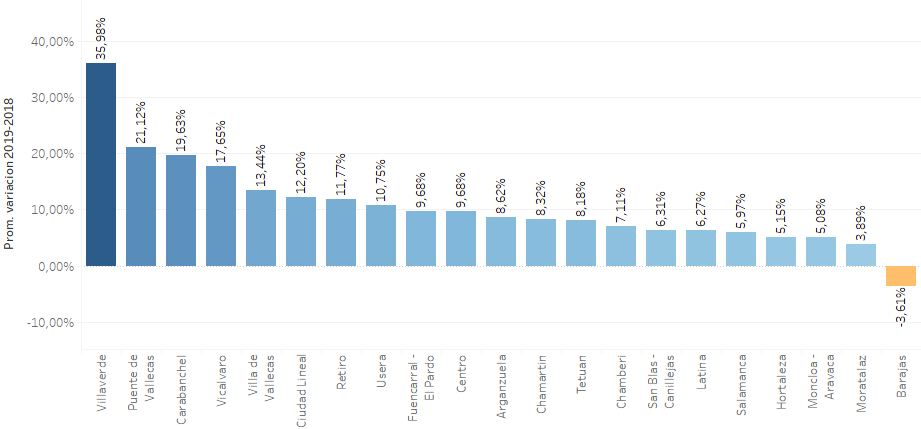 Prom. variacion 2019-2018
40,00%
30,00%
20,00%
10,00%
0,00%
-10,00%
35,98%
21,12%
19,63%
17,65%
13,44%
12,20%
11,77%
10,75%
9,68%
9,68%
8,62%
8,32%
8,18%
7,11%
6,31%
6,27%
5,97%
5,15%
5,08%
3,89%
-3,61%
Villaverde
Puente de
Vallecas
Carabanchel
Vicalvaro
Villa de
Vallecas
Ciudad Lineal
Retiro
Usera
Fuencarral -
El Pardo
Centro
Arganzuela
Chamartin
Tetuan
Chamberi
San Blas -
Canillejas
Latina
Salamanca
Hortaleza
Moncloa -
Aravaca
Moratalaz
Barajas